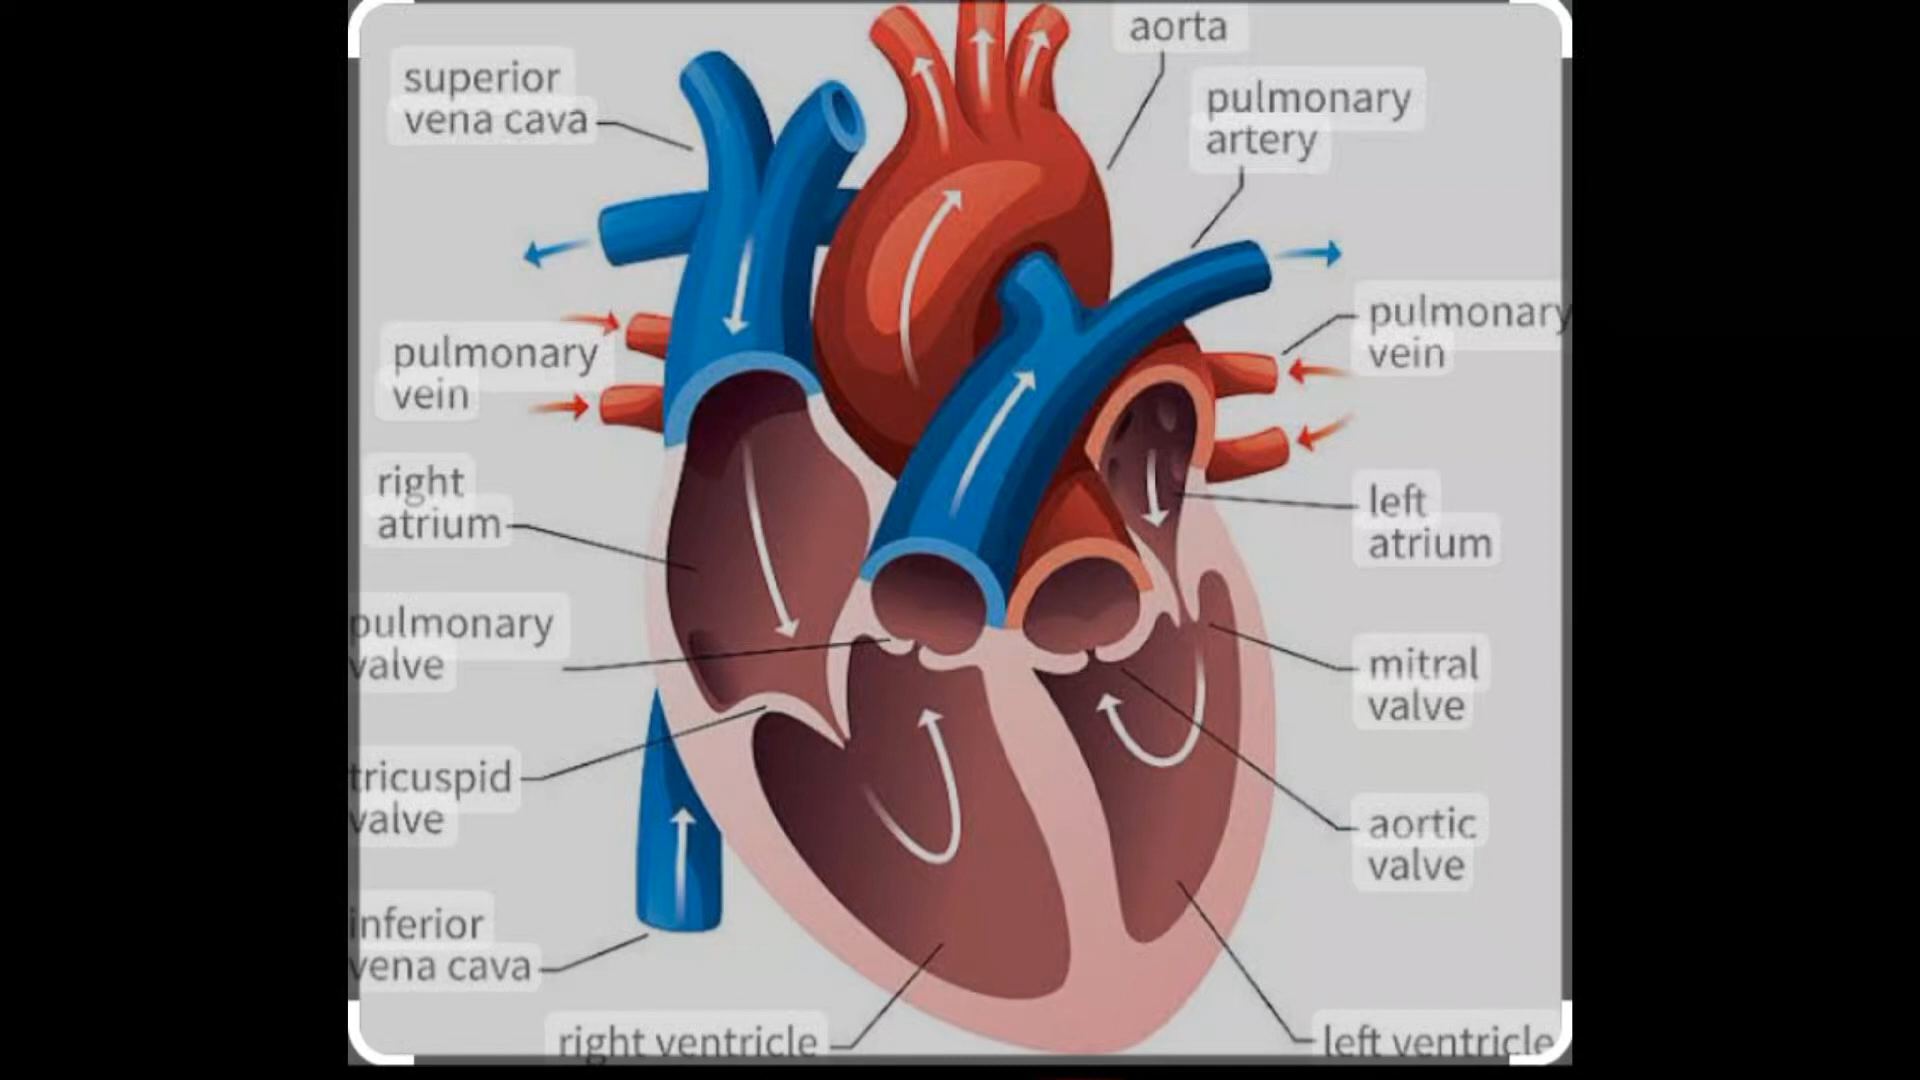 superior
vena cava
aorta
pulmonary
artery
pulmonary
vein
pulmonary
vein
right
atrium
left
atrium
pulmonary
valve
mitral
valve
tricuspid
valve
aortic
valve
inferior
vena cava
right ventricle
left ventricle